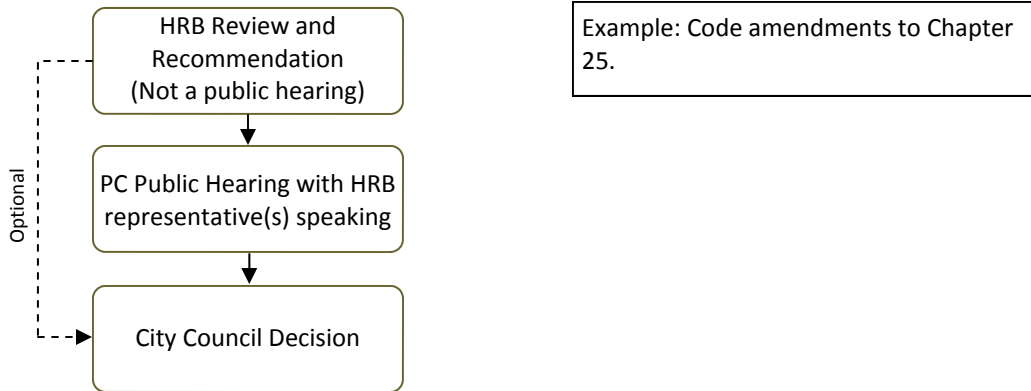 HRB Review and
Recommendation
(Not a public hearing)
Example: Code amendments to Chapter
25.
Optional
PC Public Hearing with HRB
representative(s) speaking
City Council Decision